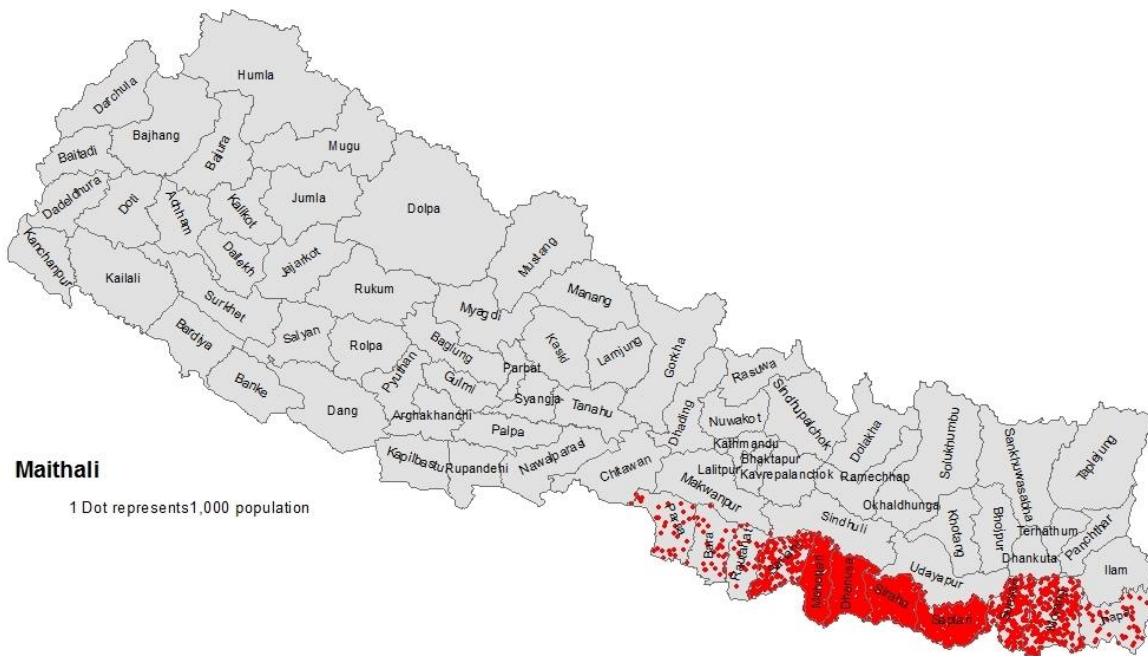 Humla
Darchula
Bajhang
Mugu
Bajura
Baitadi
Jumla
Dadeldhura
Doti
Achham
Kalikot
Dolpa
Kanchanpur
Dailekh
Jajarkot
Mustang
Kailali
Rukum
Manang
Surkhet
Myagdi
Salyan
Rolpa
Baglung
Kaski
Lamjung
Gorkha
Bardiya
Pyuthan
Parbat
Rasuwa
Gulmi
Sindhupalchok
Banke
Syangja
Tanahu
Dang
Arghakhanchi
Dhading
Nuwakot
Dolakha
Solukhumbu
Sankhuwasabha
Taplejung
Palpa
Kathmandu
Kapilbastu
Rupandehi
Nawalparasi
Bhaktapur
Chitawan
Lalitpur
Kavrepalanchok
Ramechhap
Maithali
Makwanpur
Okhaldhunga
1 Dot represents1,000 population
Sindhuli
Khotang
Bhojpur
Terhathum
Panchthar
Dhankuta
Bara
Rautahat
Udayapur
Ilam
Dhanusa
Siraha